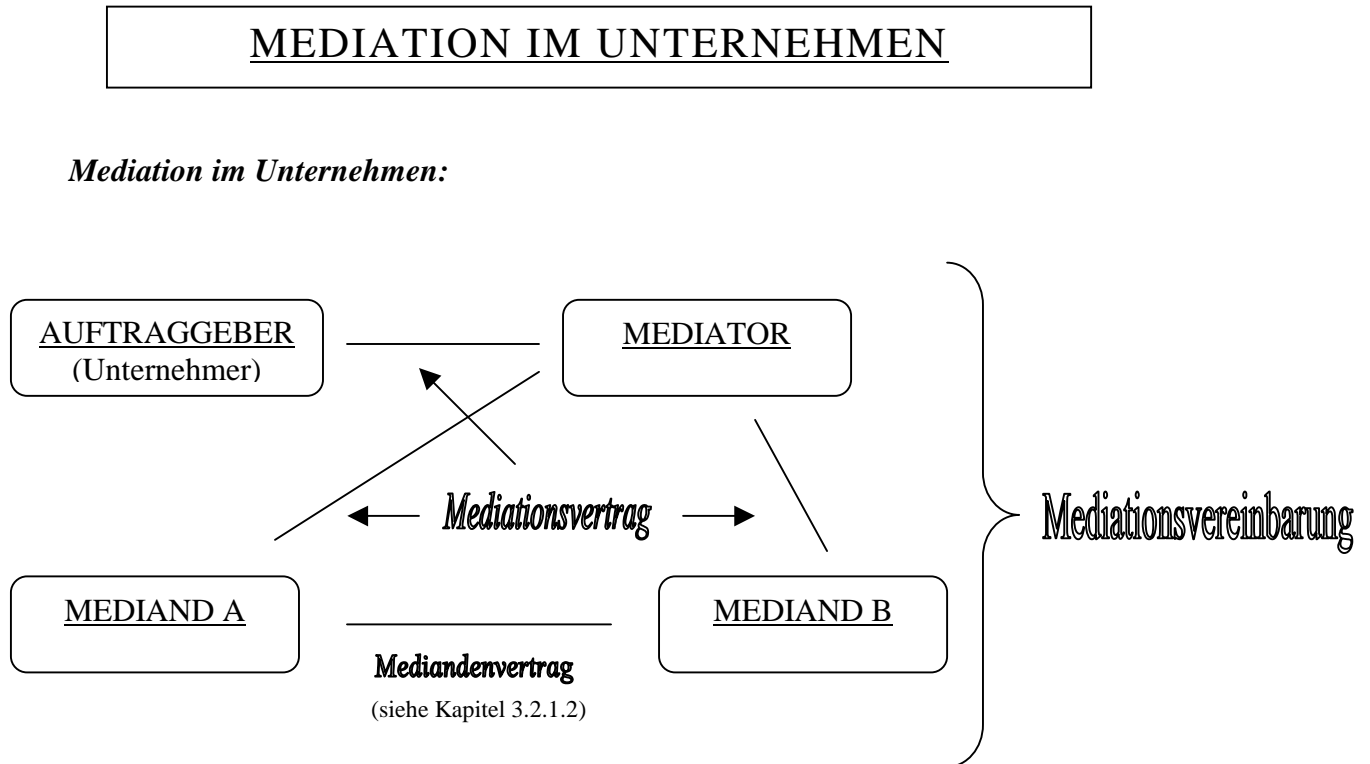 MEDIATION IM UNTERNEHMEN
Mediation im Unternehmen:
AUFTRAGGEBER
(Unternehmer)
MEDIATOR
Mediationsvertrag
Mediationsvereinbarung
MEDIAND A
MEDIAND B
Mediandenvertrag
(siehe Kapitel 3.2.1.2)